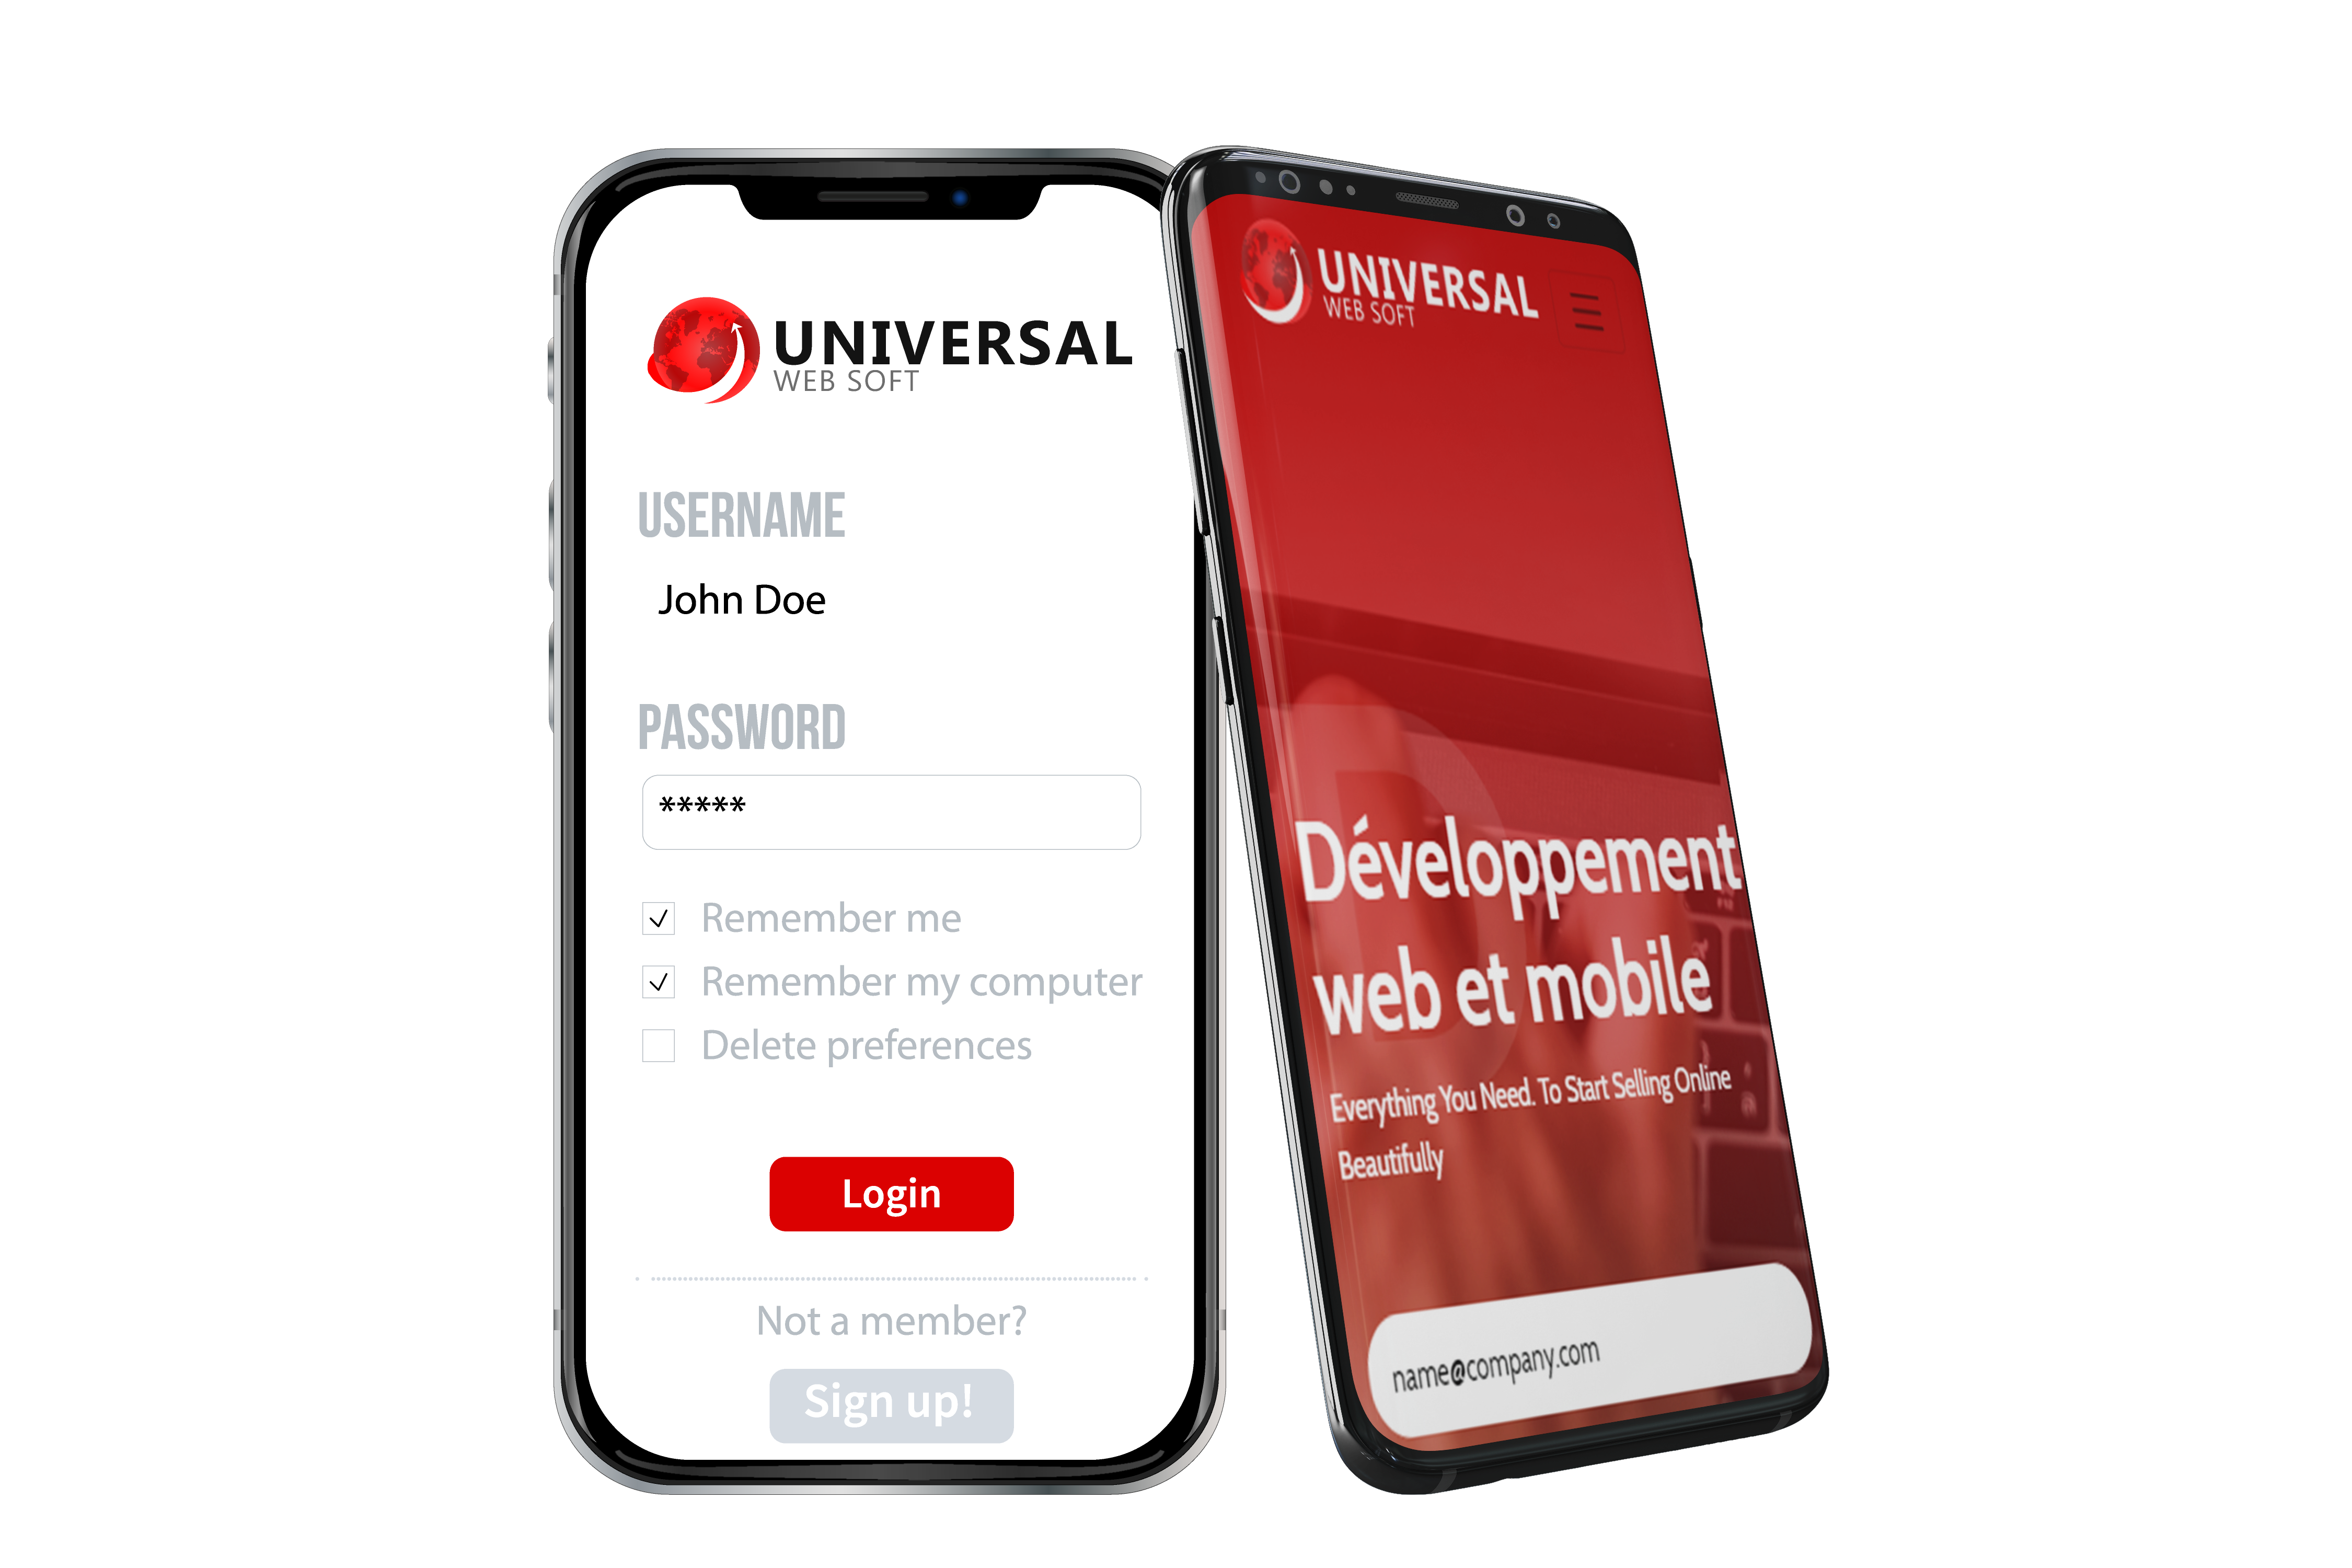 UNIVERSAL
WEB SOFT
USERNAME
John Doe
PASSWORD
*****
Remember me
Remember my computer
Delete preferences
Login
Not a member?
Sign up!
UNIVERSAL
WEB SOFT
D
Développement
web et mobile
Everything You Need. To Start Selling Online
Beautifully
name@company.com